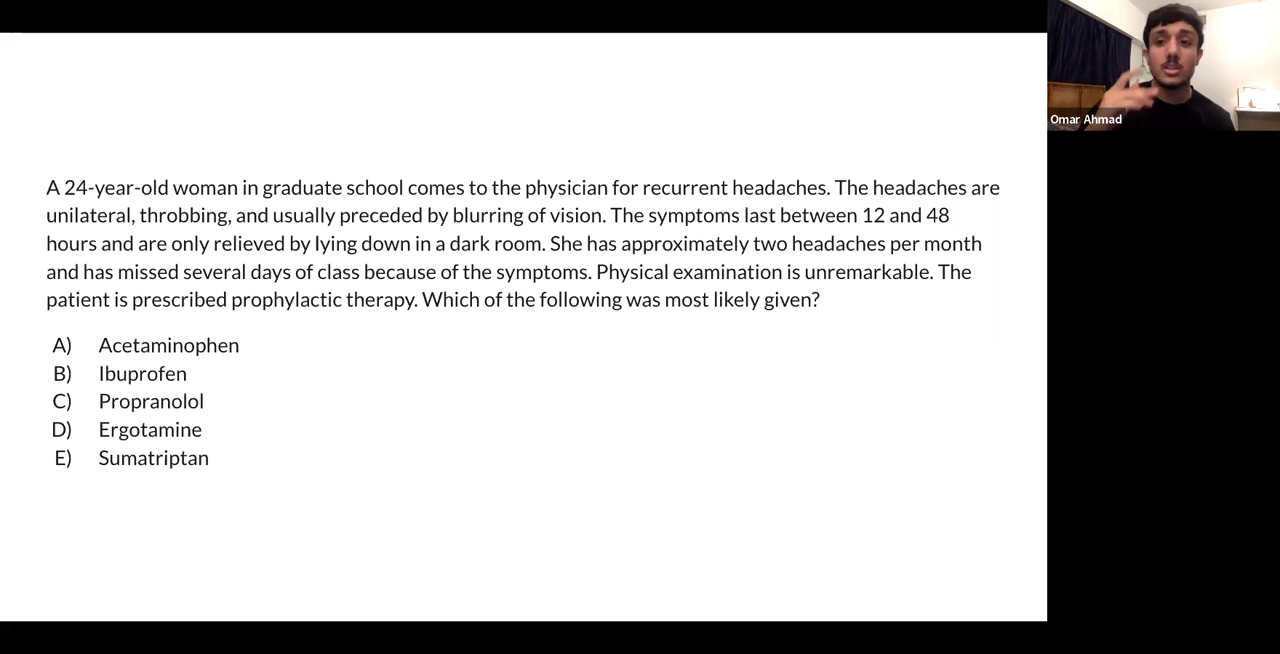 A 24-year-old woman in graduate school comes to the physician for recurrent headaches. The headaches are
unilateral, throbbing, and usually preceded by blurring of vision. The symptoms last between 12 and 48
hours and are only relieved by lying down in a dark room. She has approximately two headaches per month
and has missed several days of class because of the symptoms. Physical examination is unremarkable. The
patient is prescribed prophylactic therapy. Which of the following was most likely given?
A) Acetaminophen
B) Ibuprofen
C) Propranolol
D) Ergotamine
E) Sumatriptan
Omar Ahmad